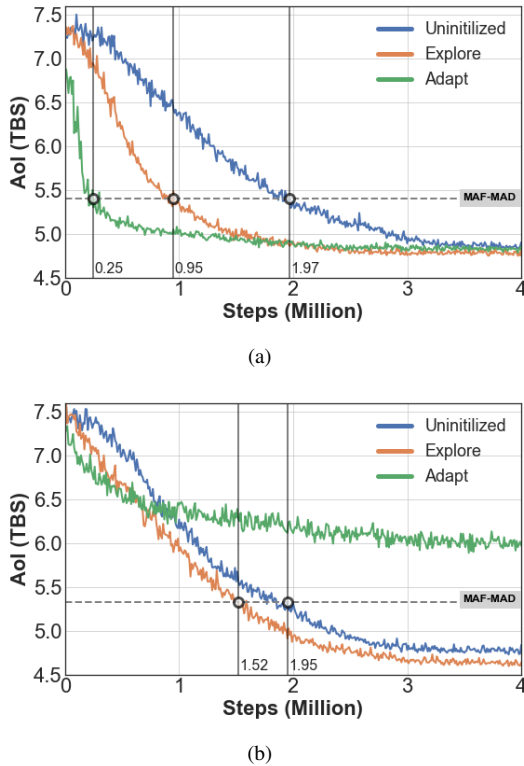 7.5
7.0
6.5
6.0
5.5
5.0
4.5
AoI (TBS)
Uninitilized
Explore
Adapt
MAF-MAD
0.25
0.95
1.97
0
1
2
3
4
Steps (Million)
(a)
7.5
7.0
6.5
6.0
5.5
5.0
4.5
AoI (TBS)
Uninitilized
Explore
Adapt
MAF-MAD
1.52
1.95
0
1
2
3
4
Steps (Million)
(b)